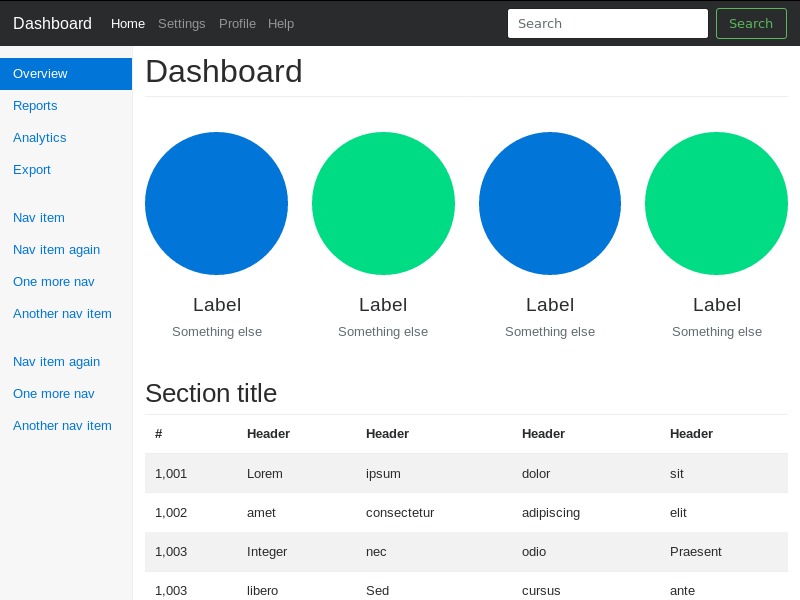 Dashboard Home Settings Profile Help Search Search
Overview
Reports
Analytics
Export
Nav item
Nav item again
One more nav
Another nav item
Nav item again
One more nav
Another nav item
Dashboard
Label Label Label Label
Something else Something else Something else Something else
Section title
# Header Header Header Header
1,001 Lorem ipsum dolor sit
1,002 amet consectetur adipiscing elit
1,003 Integer nec odio Praesent
1,003 libero Sed cursus ante